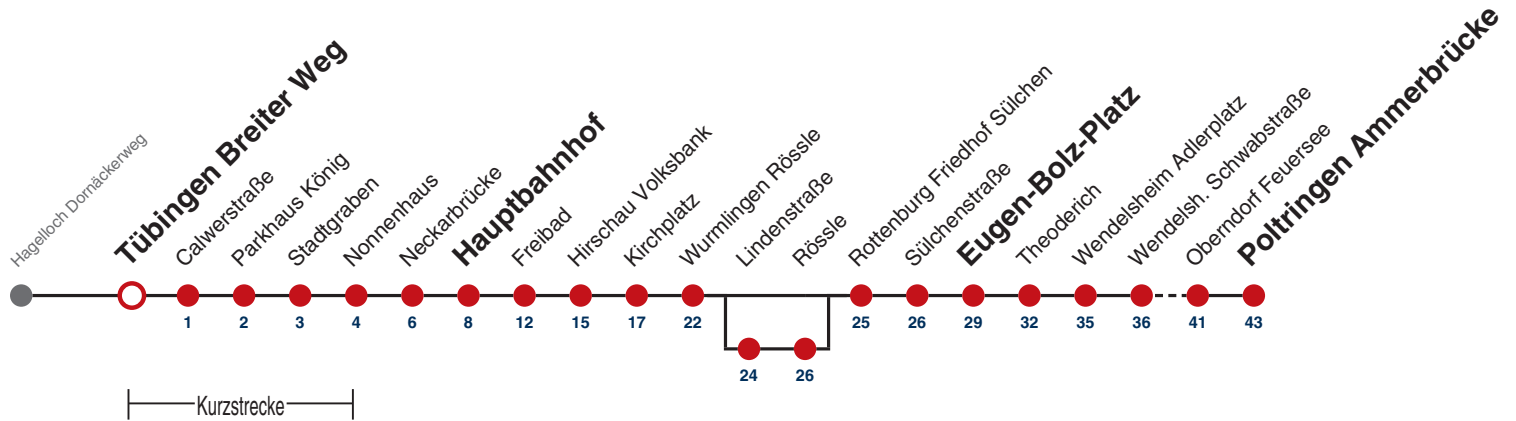 Hagelloch Dornäckerweg
Tübingen Breiter Weg
Calwerstraße
Parkhaus König
Stadtgraben
Nonnenhaus
Neckarbrücke
Hauptbahnhof
Freibad
Hirschau Volksbank
Kirchplatz
Wurmlingen Rössle
Lindenstraße
Rössle
Rottenburg Friedhof Sülchen
Sülchenstraße
Eugen-Bolz-Platz
Theoderich
Wendelsheim Adlerplatz
Wendelsh. Schwabstraße
Oberndorf Feuersee
Poltringen Ammerbrücke
1 2 3 4 6 8 12 15 17 22 25 26 29 32 35 36 41 43
24 26
Kurzstrecke